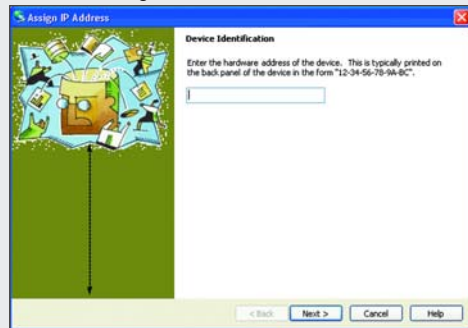 Assign IP Address
Device Identification
Enter the hardware address of the device. This is typically printed on
the back panel of the device in the form "12-34-56-78-9A-BC".
< Back
Next >
Cancel
Help